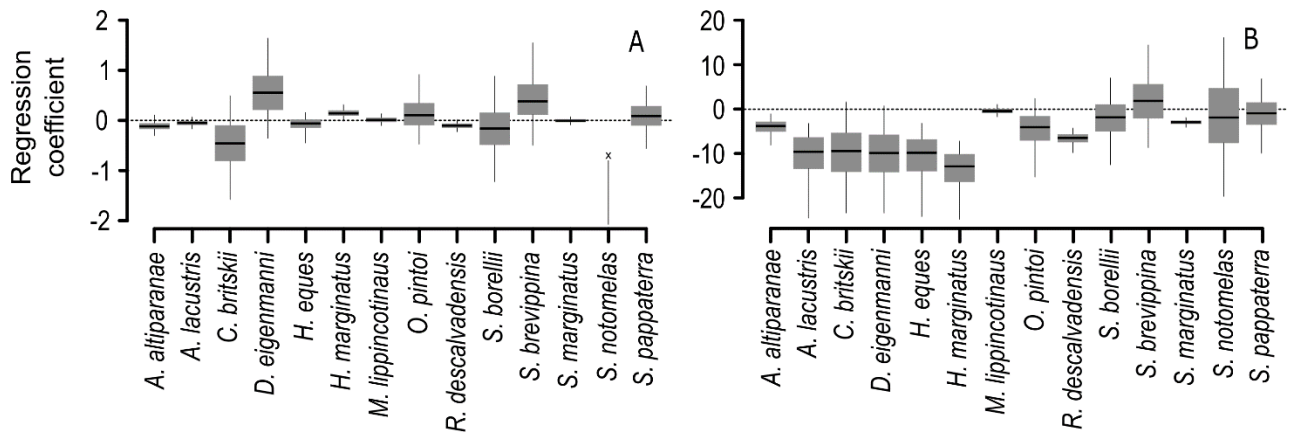 2
1
0
-1
-2
Regression
coefficient
A
x
A. altiparanae
A. lacustris
C. britskii
D. eigenmanni
H. eques
H. marginatus
M. lippincotinaus
O. pintoi
R. descalvadensis
S. borellii
S. brevippina
S. marginatus
S. notomelas
S. pappaterra
20
10
0
-10
-20
B
A. altiparanae
A. lacustris
C. britskii
D. eigenmanni
H. eques
H. marginatus
M. lippincotinaus
O. pintoi
R. descalvadensis
S. borellii
S. brevippina
S. marginatus
S. notomelas
S. pappaterra